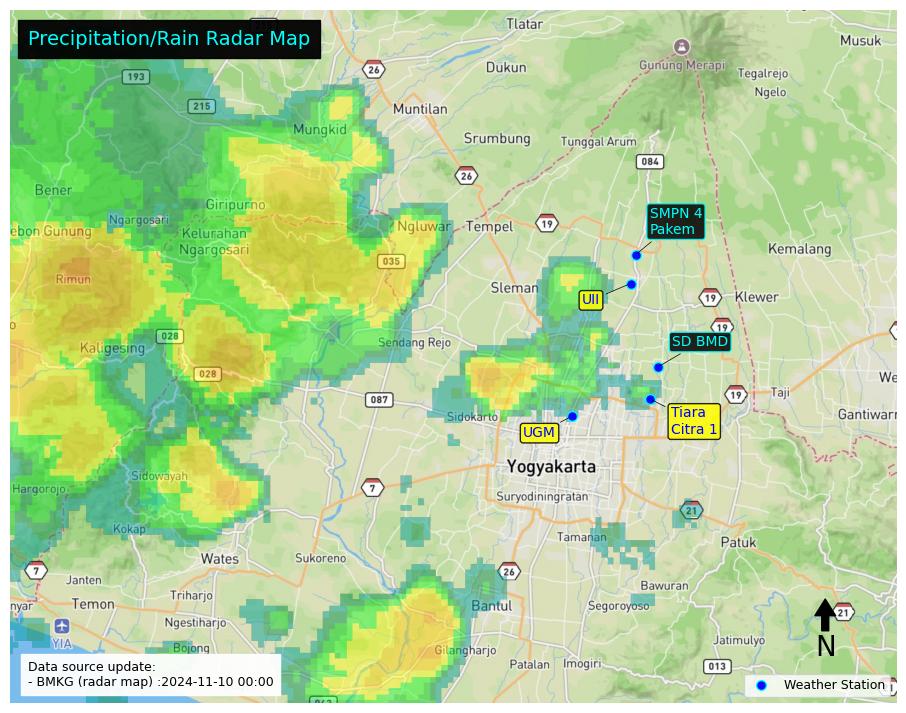 Precipitation/Rain Radar Map
Tlatar
Musuk
26
Dukun
Gunung Merapi
Tegalrejo
193
Ngelo
215
Muntilan
Mungkid
Srumbung
Tunggal Arum
084
26
Bener
Giripurno
SMPN 4
Pakem
Ngargosari
Ngluwar
Tempel
19
ebon Gunung
Kelurahan
Ngargosari
Kemalang
035
Rimun
Sleman
UII
19
Klewer
19
028
Kaligesing
Sendang Rejo
SD BMD
028
We
087
19
Taji
Sidokarto
Tiara
Citra 1
Gantiwarn
UGM
Yogyakarta
Sidowayah
Hargorojo
7
Suryodiningratan
21
Kokap
Tamanan
Patuk
Wates
Sukoreno
7
26
Janten
Bawuran
Triharjo
nyar
Temon
Bantul
Segoroyoso
21
Ngestiharjo
YIA
N
Jatimulyo
Bojong
Gilangharjo
Patalan
Imogiri
013
Data source update:
- BMKG (radar map) :2024-11-10 00:00
Weather Station